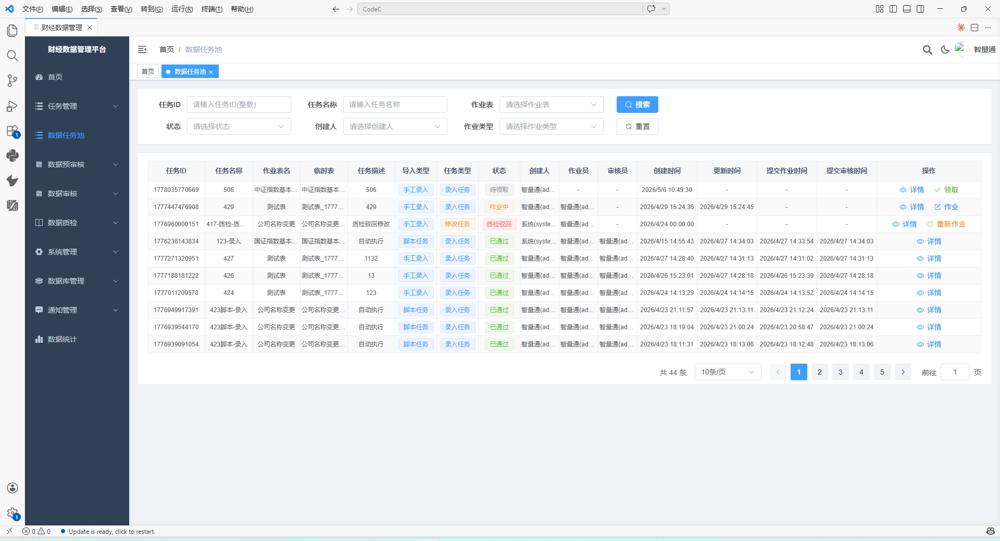 文件(F) 编辑(E) 选择(S) 查看(V) 转到(G) 运行(R) 终端(T) 帮助(H) CodeC
财经数据管理
财经数据管理平台
首页
任务管理
数据任务池
数据预审核
数据审核
数据质检
系统管理
数据库管理
通知管理
数据统计
1
1
首页 / 数据任务池 智量通
首页 数据任务池
任务ID 请输入任务ID(整数) 任务名称 请输入任务名称 作业表 请选择作业表 搜索
状态 请选择状态 创建人 请选择创建人 作业类型 请选择作业类型 重置
任务ID 任务名称 作业表名 临时表 任务描述 导入类型 任务类型 状态 创建人 作业员 审核员 创建时间 更新时间 提交作业时间 提交审核时间 操作
1778035770669 506 中证指数基本... 中证指数基本... 506 手工录入 录入任务 待领取 智量通(ad... - - 2026/5/6 10:49:30 - - - 详情 领取
1777447476908 429 测试表 测试表_1777... 429 手工录入 录入任务 作业中 智量通(ad... 智量通(ad... - 2026/4/29 15:24:36 2026/4/29 15:24:45 - - 详情 作业
1776960000151 417-质检-质... 公司名称变更 公司名称变更... 质检驳回修改 手工录入 修改任务 质检驳回 系统(syste... 智量通(ad... - 2026/4/24 00:00:00 - - - 详情 重新作业
1776236143834 123-录入 国证指数基本... 国证指数基本... 自动执行 脚本任务 录入任务 已通过 系统(syste... 智量通(ad... 智量通(ad... 2026/4/15 14:55:43 2026/4/27 14:34:03 2026/4/27 14:33:54 2026/4/27 14:34:03 详情
1777271320951 427 测试表 测试表_1777... 1132 手工录入 录入任务 已通过 智量通(ad... 智量通(ad... 智量通(ad... 2026/4/27 14:28:40 2026/4/27 14:31:13 2026/4/27 14:31:02 2026/4/27 14:31:13 详情
1777188181222 426 测试表 测试表_1777... 13 手工录入 录入任务 已通过 智量通(ad... 智量通(ad... 智量通(ad... 2026/4/26 15:23:01 2026/4/27 14:28:18 2026/4/26 15:23:39 2026/4/27 14:28:18 详情
1777011209578 424 测试表 测试表_1777... 123 手工录入 录入任务 已通过 智量通(ad... 智量通(ad... 智量通(ad... 2026/4/24 14:13:29 2026/4/24 14:14:15 2026/4/24 14:13:52 2026/4/24 14:14:15 详情
1776949917391 423脚本-录入 公司名称变更 公司名称变更... 自动执行 脚本任务 录入任务 已通过 智量通(ad... 智量通(ad... 智量通(ad... 2026/4/23 21:11:57 2026/4/23 21:13:11 2026/4/23 21:12:24 2026/4/23 21:13:11 详情
1776939544170 423脚本-录入 公司名称变更 公司名称变更... 自动执行 脚本任务 录入任务 已通过 智量通(ad... 智量通(ad... 智量通(ad... 2026/4/23 18:19:04 2026/4/23 21:00:24 2026/4/23 20:58:47 2026/4/23 21:00:24 详情
1776939091054 423脚本-录入 公司名称变更 公司名称变更... 自动执行 脚本任务 录入任务 已通过 智量通(ad... 智量通(ad... 智量通(ad... 2026/4/23 18:11:31 2026/4/23 18:13:06 2026/4/23 18:12:48 2026/4/23 18:13:06 详情
共 44 条 10条/页 1 2 3 4 5 前往 1 页
0 0 Update is ready, click to restart.